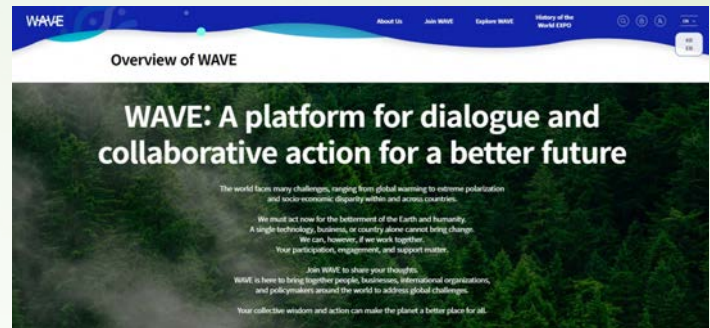 WAVE
About Us
Join WAVE
Explore WAVE
History of the
World EXPO
EN
KR
EN
Overview of WAVE
WAVE: A platform for dialogue and
collaborative action for a better future
The world faces many challenges, ranging from global warming to extreme polarization
and socio-economic disparity within and across countries.
We must act now for the betterment of the Earth and humanity.
A single technology, business, or country alone cannot bring change.
We can, however, if we work together.
Your participation, engagement, and support matter.
Join WAVE to share your thoughts.
WAVE is here to bring together people, businesses, international organizations,
and policymakers around the world to address global challenges.
Your collective wisdom and action can make the planet a better place for all.